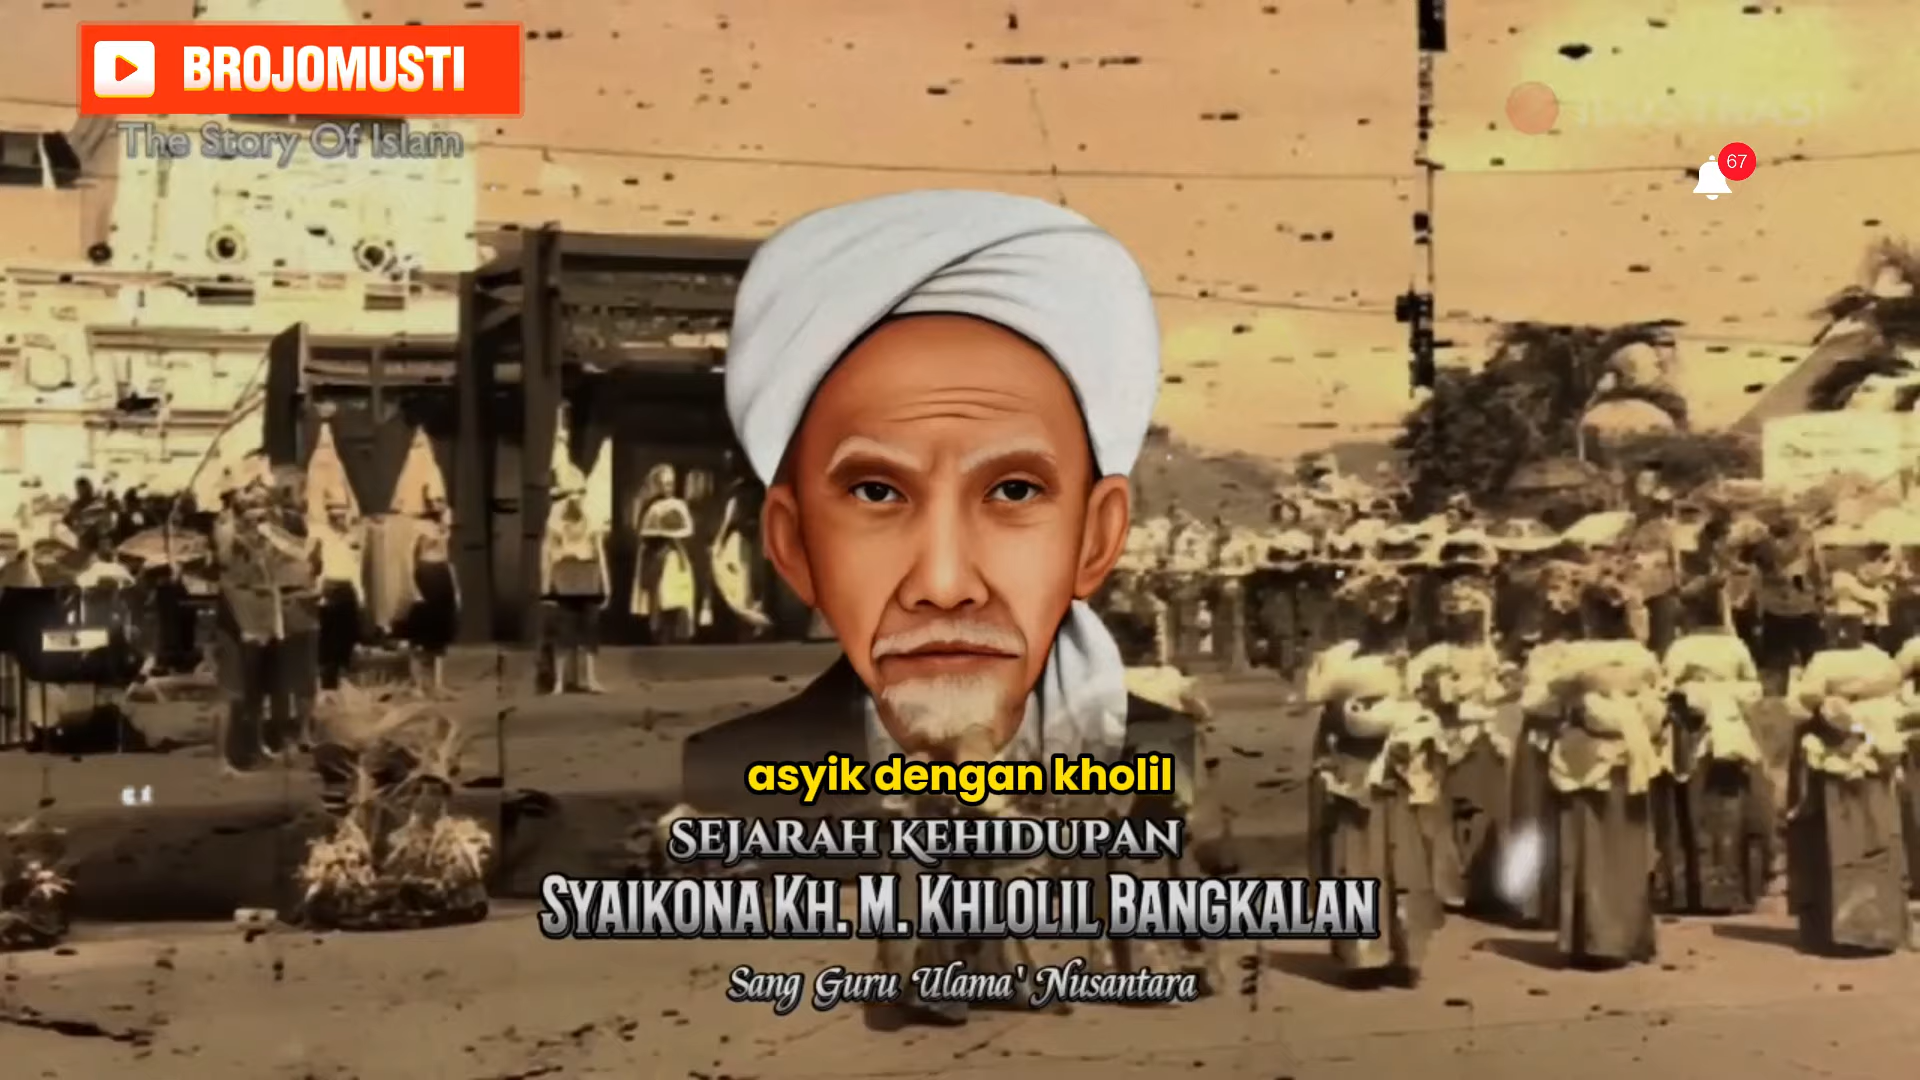 BROJOMUSTI
The Story Of Islam
ILUSTRASI
67
asyik dengan kholil
SEJARAH KEHIDUPAN
SYAIKONA KH. M. KHLOLIL BANGKALAN
Sang Guru Ulama' Nusantara